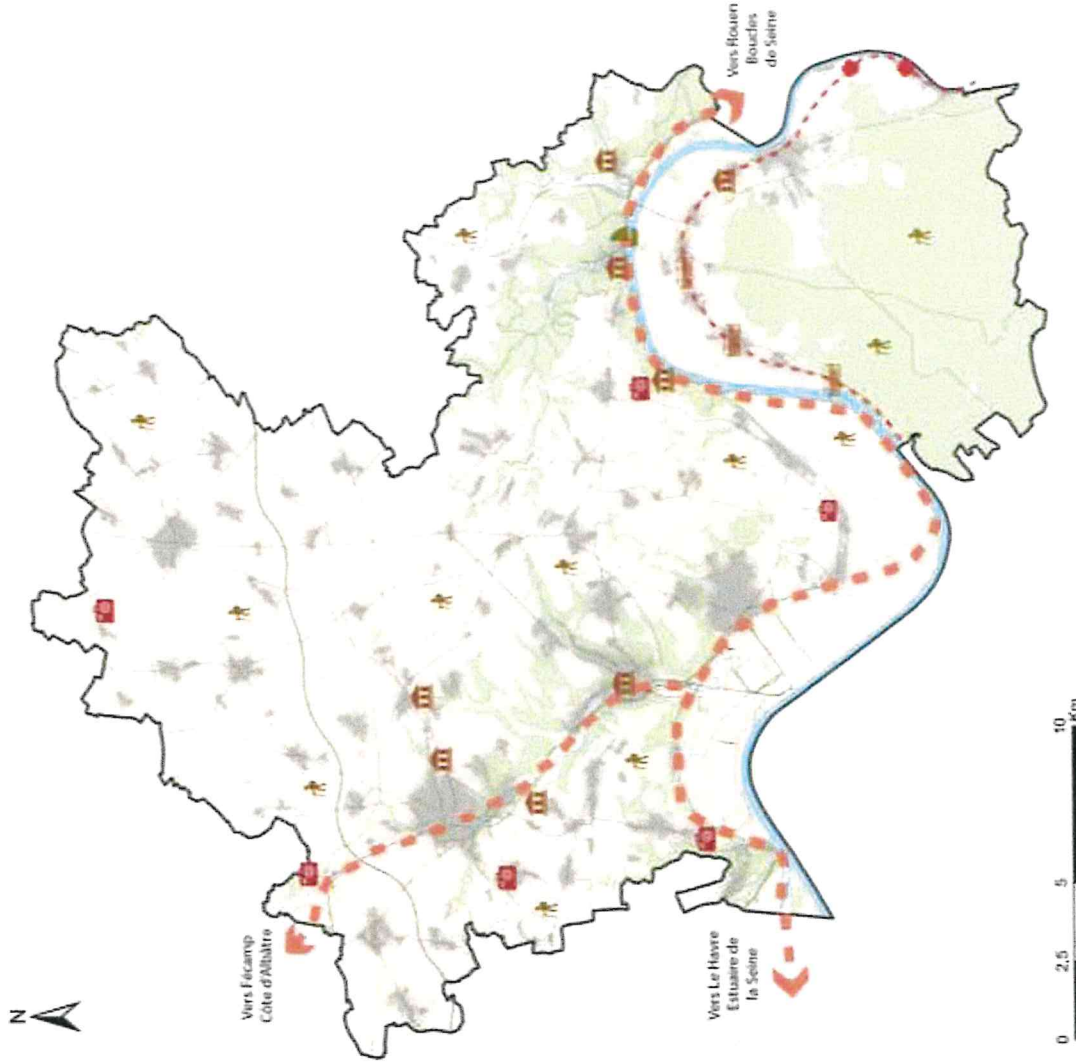 N
Vers Fécamp
Côte d'Albâtre
Vers Rouen
Boucles
de Seine
Vers Le Havre
Estuaire de
la Seine
0 2,5 5 10
Km